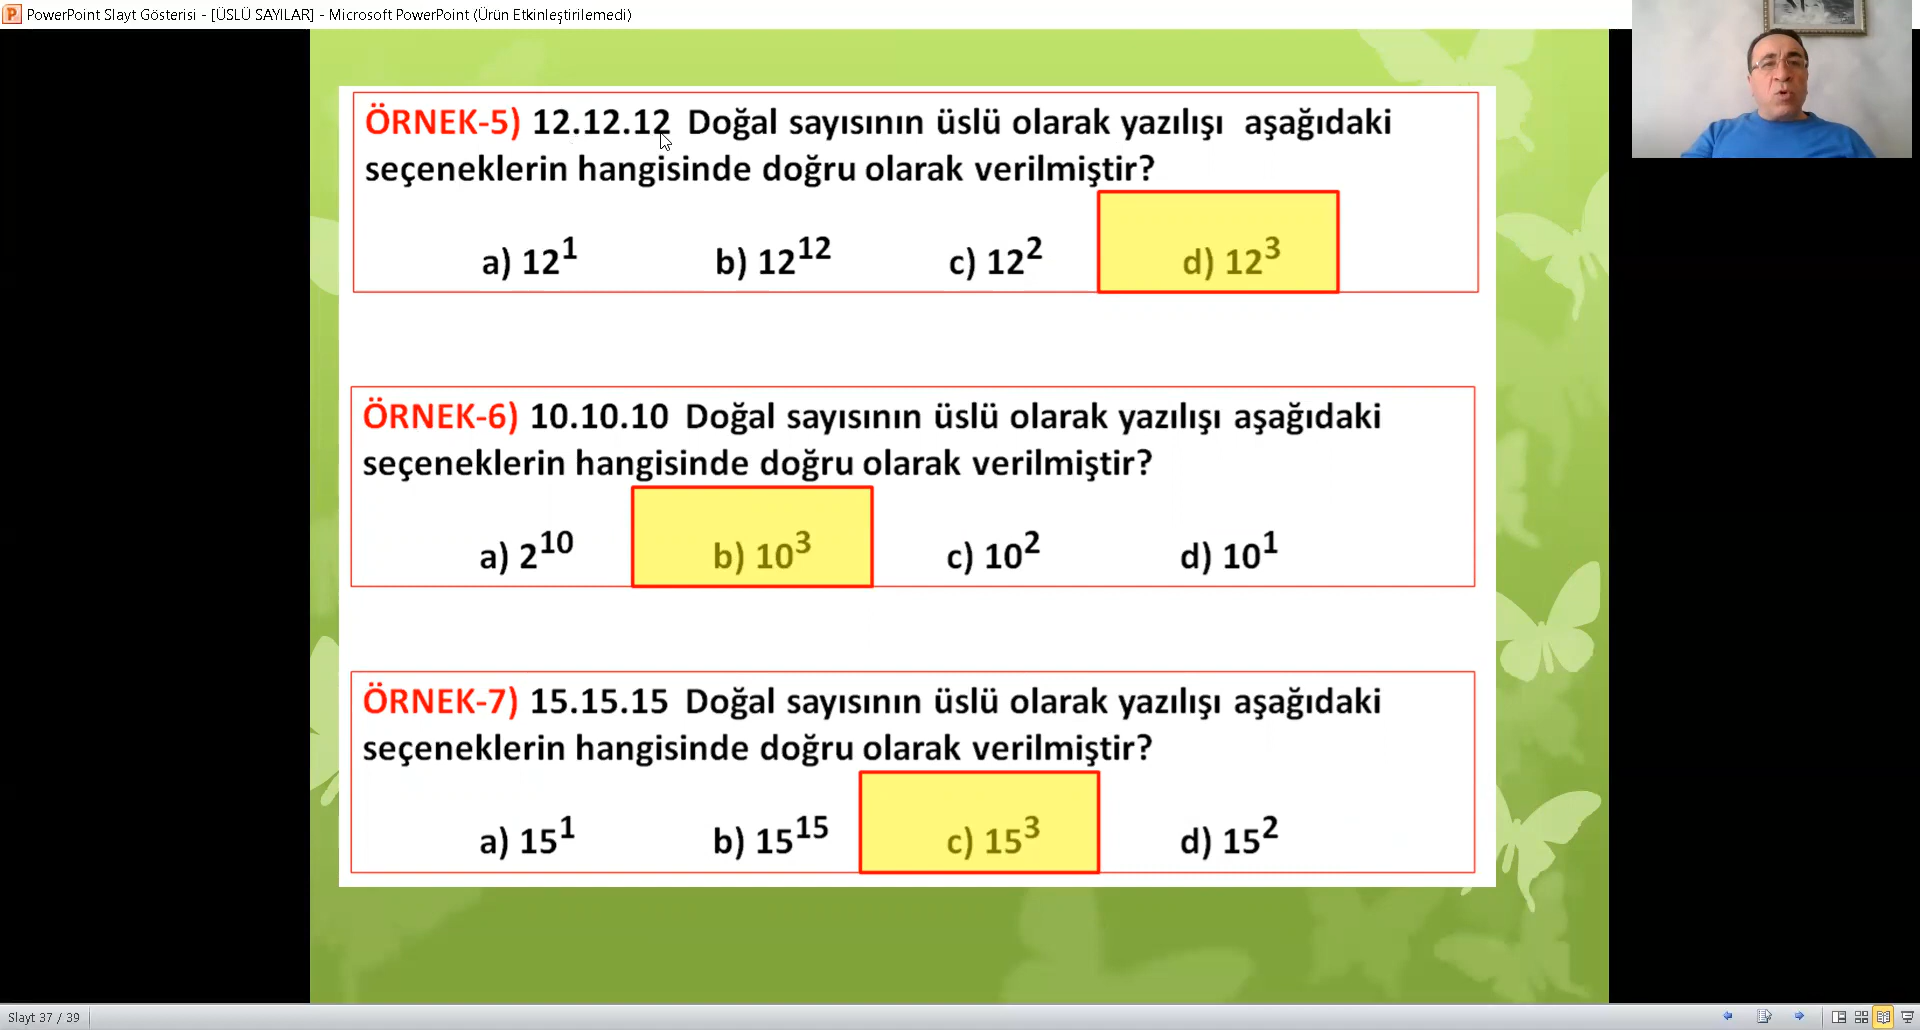 PowerPoint Slayt Gösterisi - [ÜSLÜ SAYILAR] - Microsoft PowerPoint (Ürün Etkinleştirilemedi)
ÖRNEK-5) 12.12.12 Doğal sayısının üslü olarak yazılışı aşağıdaki
seçeneklerin hangisinde doğru olarak verilmiştir?
a) 12¹ b) 12¹² c) 12² d) 12³
ÖRNEK-6) 10.10.10 Doğal sayısının üslü olarak yazılışı aşağıdaki
seçeneklerin hangisinde doğru olarak verilmiştir?
a) 2¹⁰ b) 10³ c) 10² d) 10¹
ÖRNEK-7) 15.15.15 Doğal sayısının üslü olarak yazılışı aşağıdaki
seçeneklerin hangisinde doğru olarak verilmiştir?
a) 15¹ b) 15¹⁵ c) 15³ d) 15²
Slayt 37 / 39